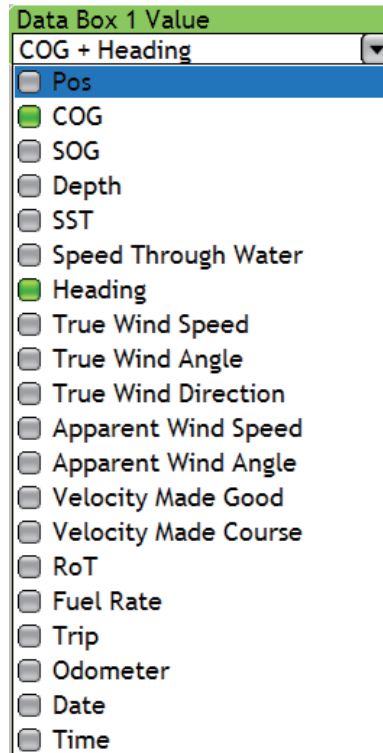 Data Box 1 Value
COG + Heading
Pos
COG
SOG
Depth
SST
Speed Through Water
Heading
True Wind Speed
True Wind Angle
True Wind Direction
Apparent Wind Speed
Apparent Wind Angle
Velocity Made Good
Velocity Made Course
RoT
Fuel Rate
Trip
Odometer
Date
Time